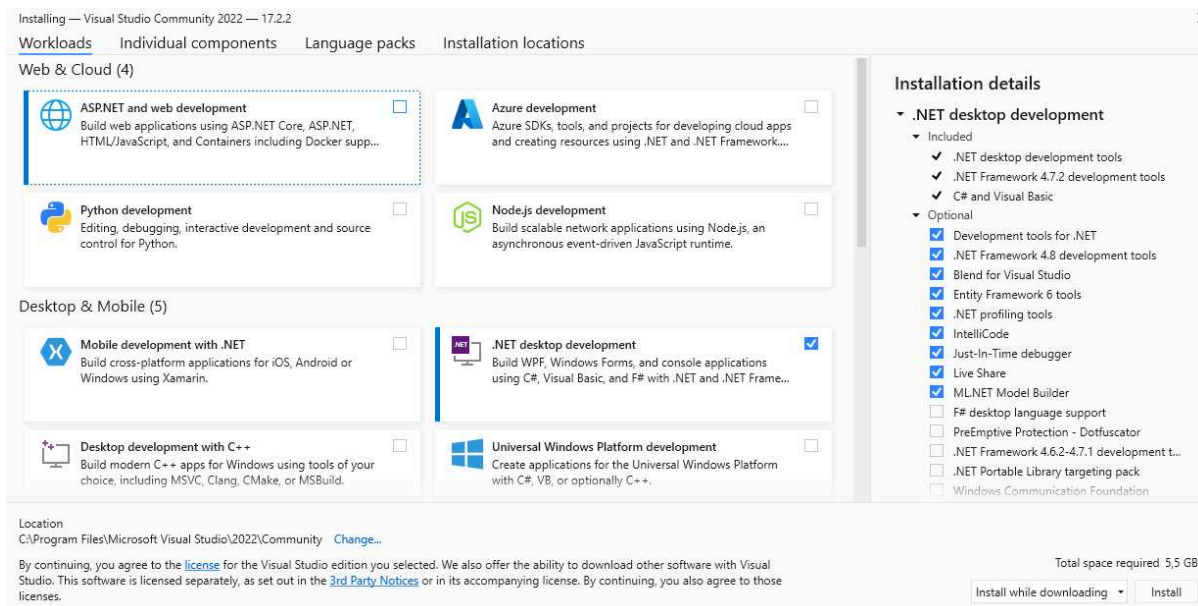 Installing — Visual Studio Community 2022 — 17.2.2
Workloads Individual components Language packs Installation locations
Web & Cloud (4)
ASP.NET and web development
Build web applications using ASP.NET Core, ASP.NET,
HTML/JavaScript, and Containers including Docker supp...
Azure development
Azure SDKs, tools, and projects for developing cloud apps
and creating resources using .NET and .NET Framework....
Python development
Editing, debugging, interactive development and source
control for Python.
JS
Node.js development
Build scalable network applications using Node.js, an
asynchronous event-driven JavaScript runtime.
Desktop & Mobile (5)
Mobile development with .NET
Build cross-platform applications for iOS, Android or
Windows using Xamarin.
.NET
.NET desktop development
Build WPF, Windows Forms, and console applications
using C#, Visual Basic, and F# with .NET and .NET Frame...
Desktop development with C++
Build modern C++ apps for Windows using tools of your
choice, including MSVC, Clang, CMake, or MSBuild.
Universal Windows Platform development
Create applications for the Universal Windows Platform
with C#, VB, or optionally C++.
Installation details
.NET desktop development
Included
.NET desktop development tools
.NET Framework 4.7.2 development tools
C# and Visual Basic
Optional
Development tools for .NET
.NET Framework 4.8 development tools
Blend for Visual Studio
Entity Framework 6 tools
.NET profiling tools
IntelliCode
Just-In-Time debugger
Live Share
ML.NET Model Builder
F# desktop language support
PreEmptive Protection - Dotfuscator
.NET Framework 4.6.2-4.7.1 development t...
.NET Portable Library targeting pack
Windows Communication Foundation
Location
C:\Program Files\Microsoft Visual Studio\2022\Community Change...
By continuing, you agree to the license for the Visual Studio edition you selected. We also offer the ability to download other software with Visual
Studio. This software is licensed separately, as set out in the 3rd Party Notices or in its accompanying license. By continuing, you also agree to those
licenses.
Total space required 5,5 GB
Install while downloading Install